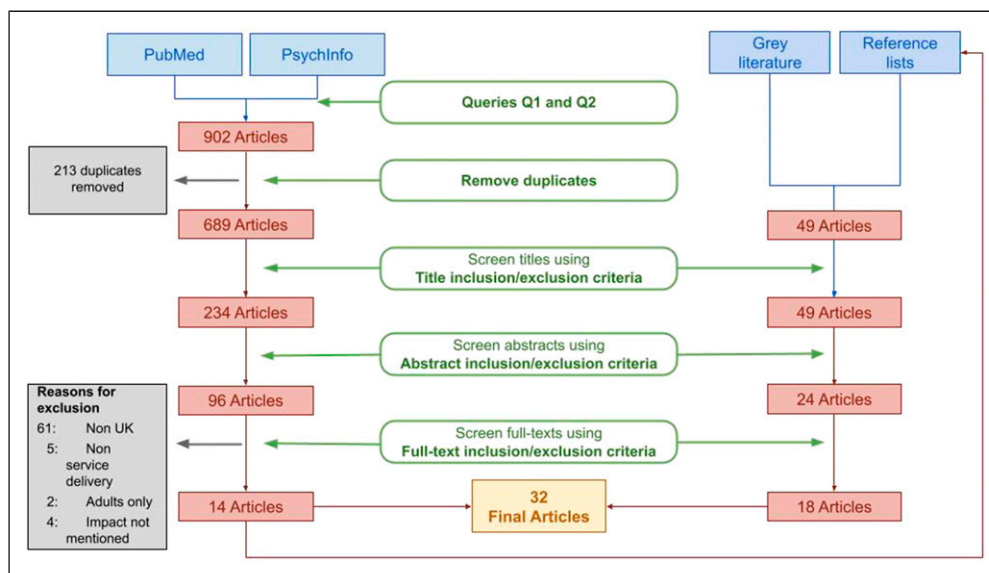 PubMed
PsychInfo
Grey
literature
Reference
lists
Queries Q1 and Q2
902 Articles
213 duplicates
removed
Remove duplicates
689 Articles
49 Articles
Screen titles using
Title inclusion/exclusion criteria
234 Articles
49 Articles
Screen abstracts using
Abstract inclusion/exclusion criteria
Reasons for
exclusion
61: Non UK
5: Non
service
delivery
2: Adults only
4: Impact not
mentioned
96 Articles
24 Articles
Screen full-texts using
Full-text inclusion/exclusion criteria
14 Articles
32
Final Articles
18 Articles